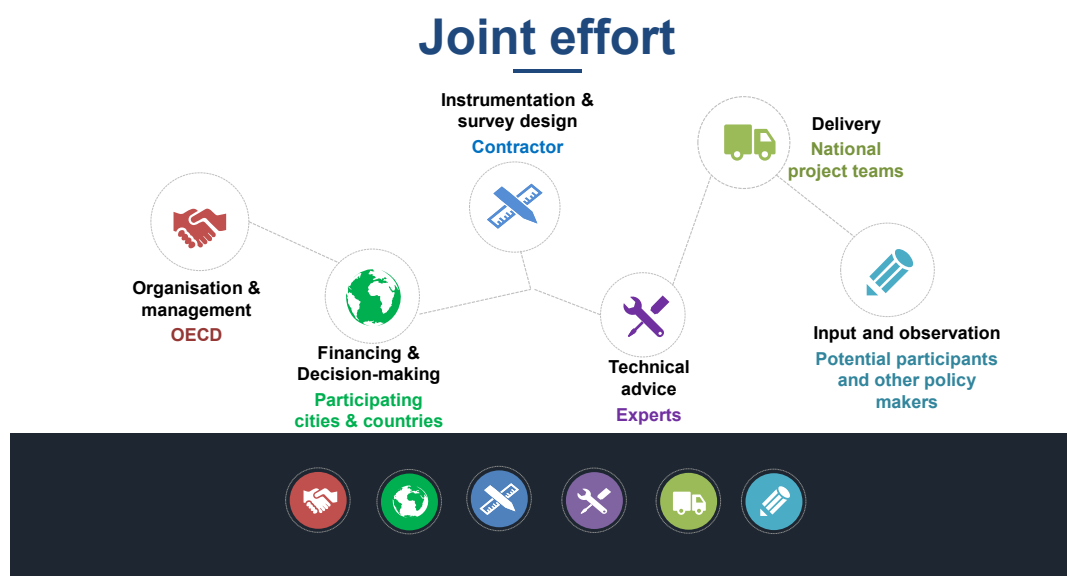 Joint effort
Organisation &
management
OECD
Financing &
Decision-making
Participating
cities & countries
Instrumentation &
survey design
Contractor
Technical
advice
Experts
Delivery
National
project teams
Input and observation
Potential participants
and other policy
makers